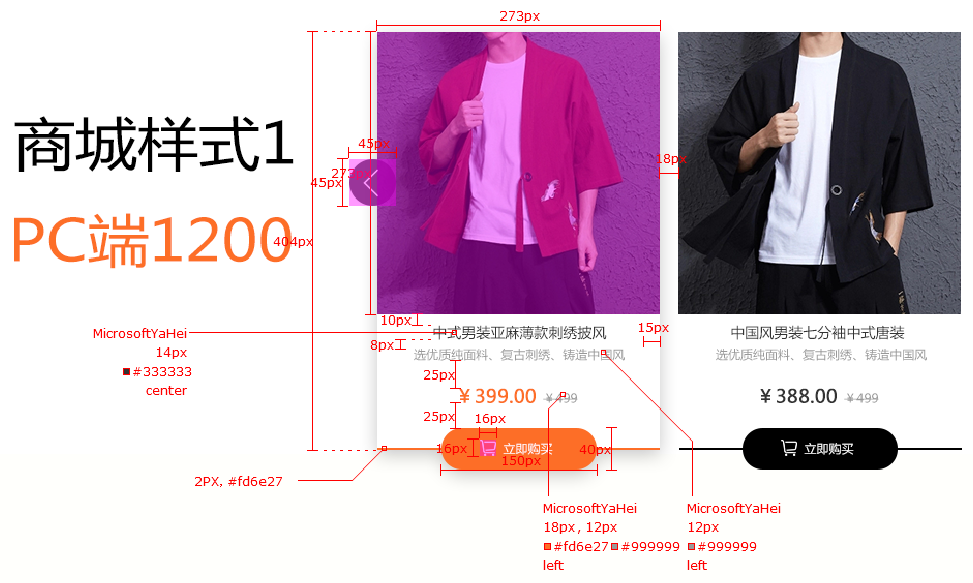 273px
商城样式1
PC端1200
45px
45px
273px
18px
404px
10px
8px
MicrosoftYaHei
14px
#333333
center
中式男装亚麻薄款刺绣披风
选优质纯面料、复古刺绣、铸造中国风
15px
中国风男装七分袖中式唐装
选优质纯面料、复古刺绣、铸造中国风
25px
¥ 399.00 ¥ 499
¥ 388.00 ¥ 499
25px
16px
16px
立即购买
150px
40px
立即购买
2PX, #fd6e27
MicrosoftYaHei
18px , 12px
#fd6e27 #999999
left
MicrosoftYaHei
12px
#999999
left